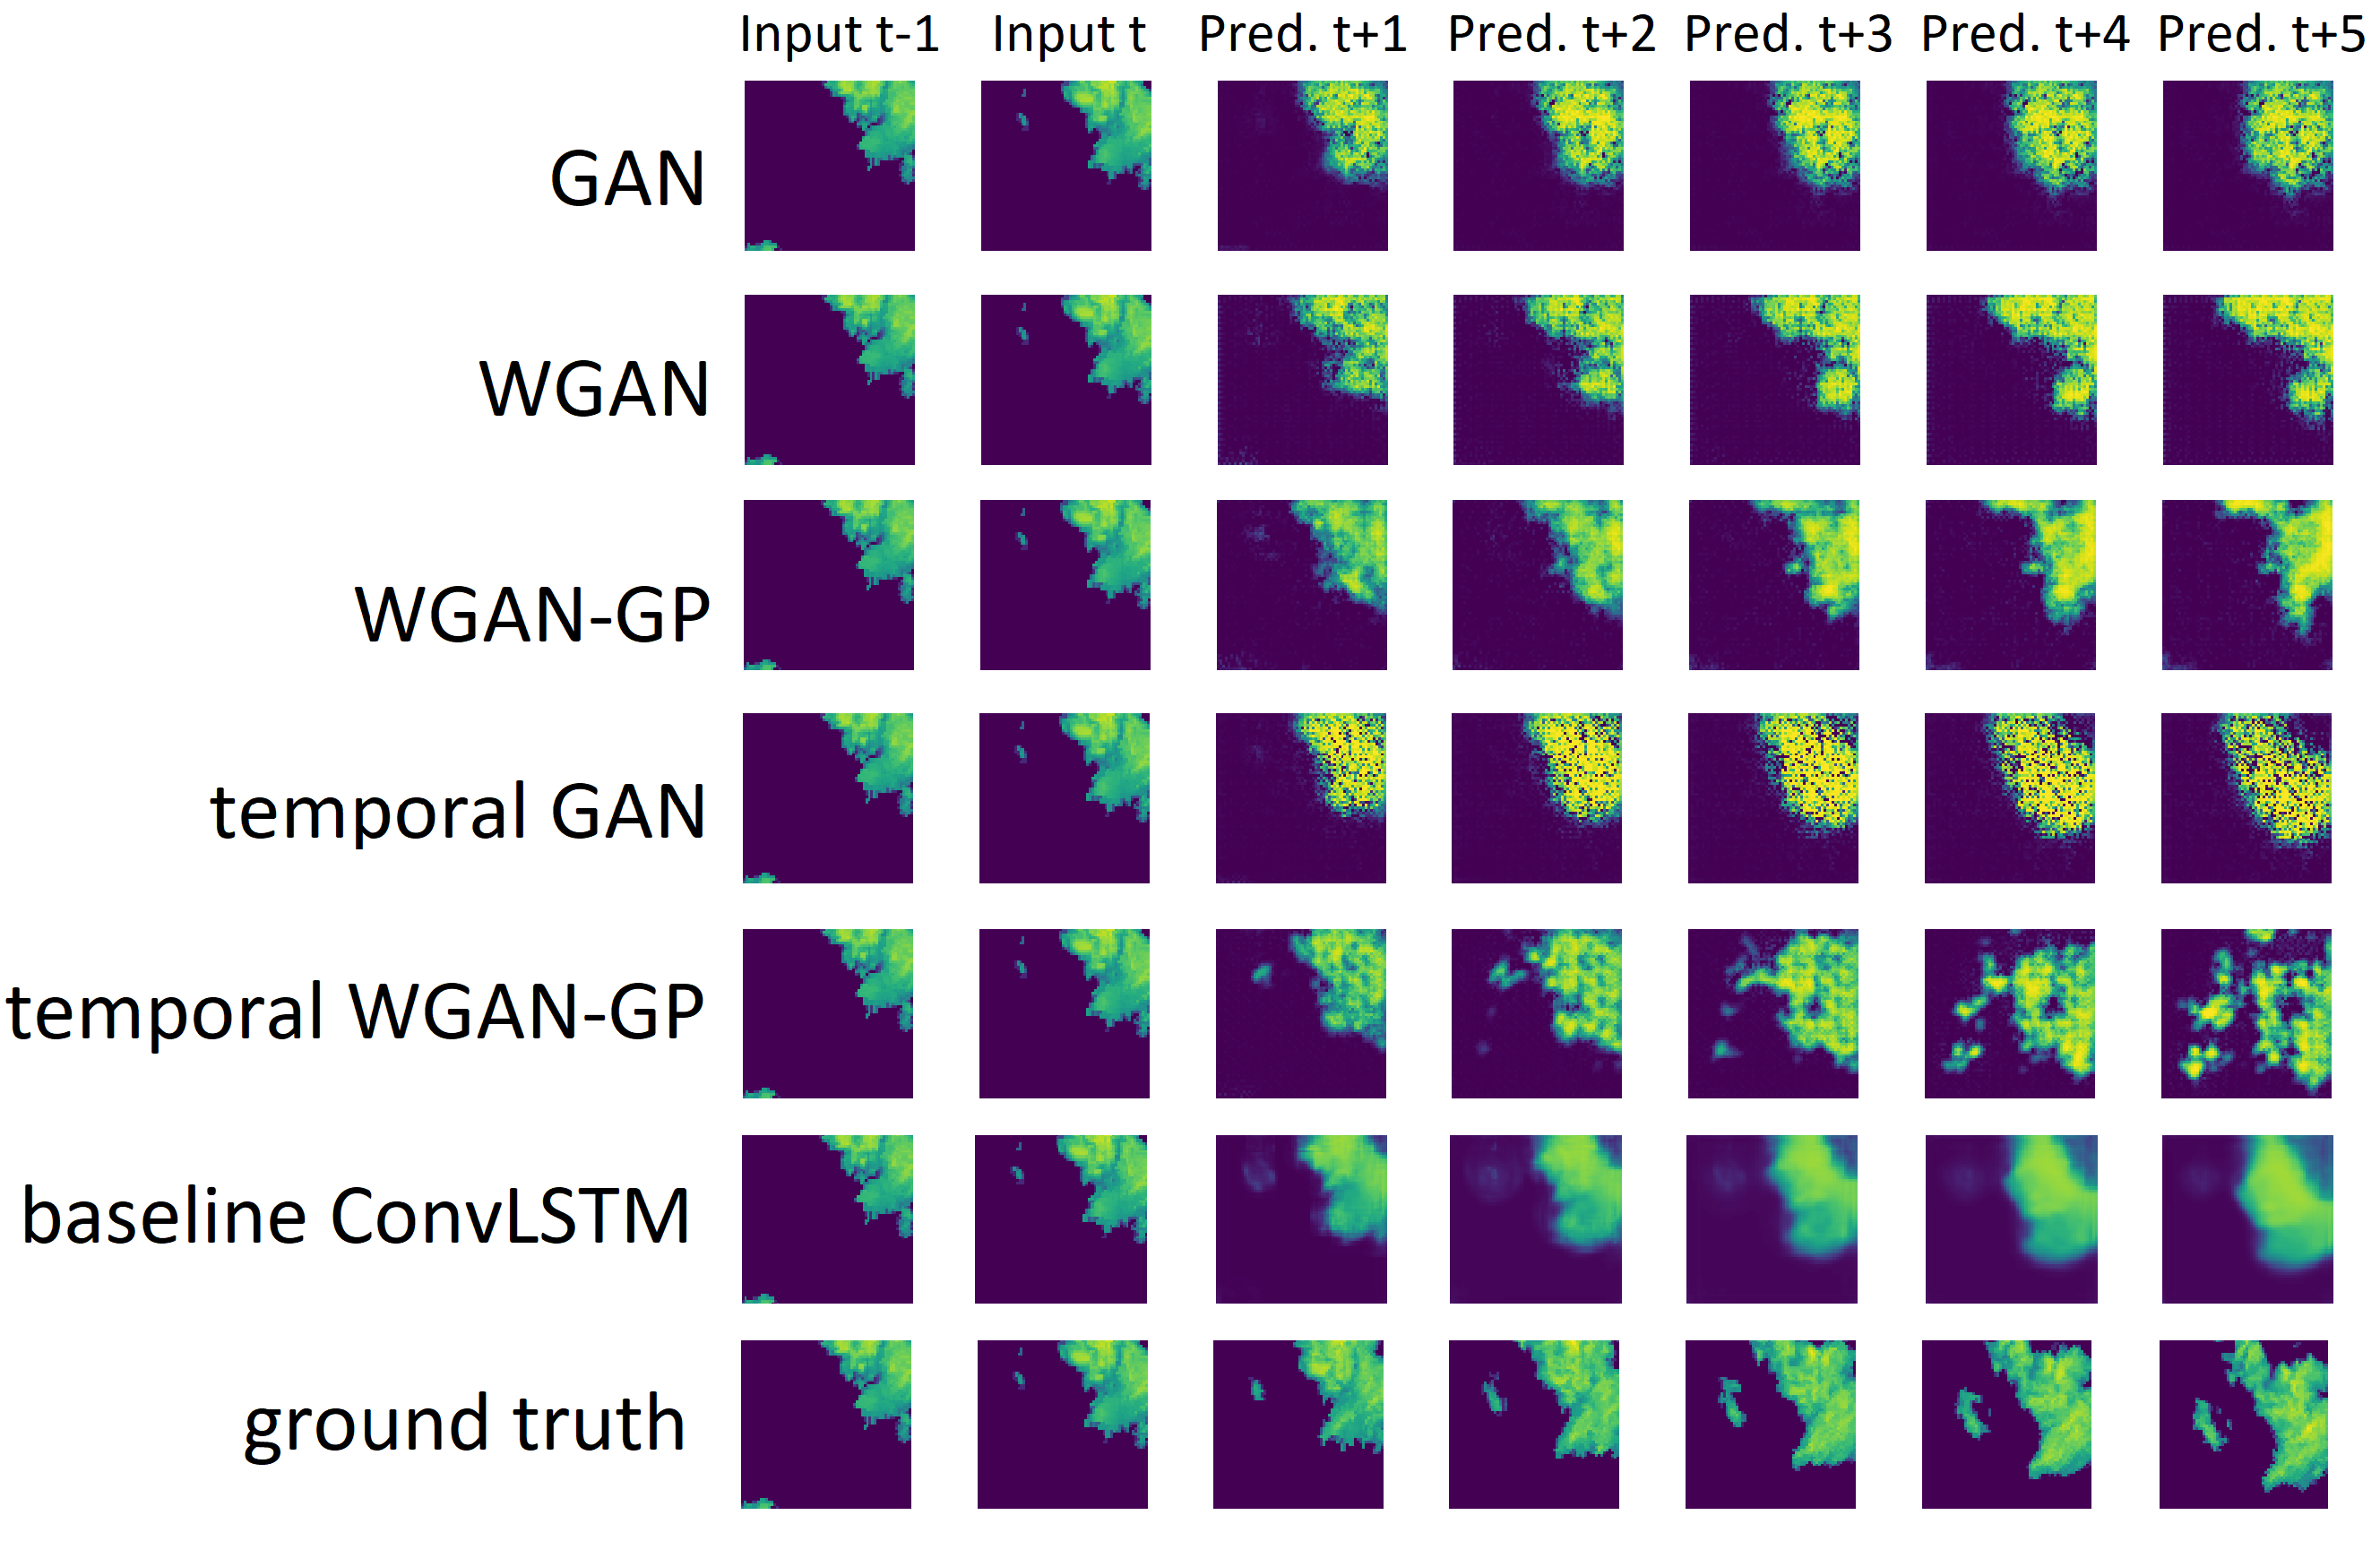 Input t-1 Input t Pred. t+1 Pred. t+2 Pred. t+3 Pred. t+4 Pred. t+5
GAN
WGAN
WGAN-GP
temporal GAN
temporal WGAN-GP
baseline ConvLSTM
ground truth